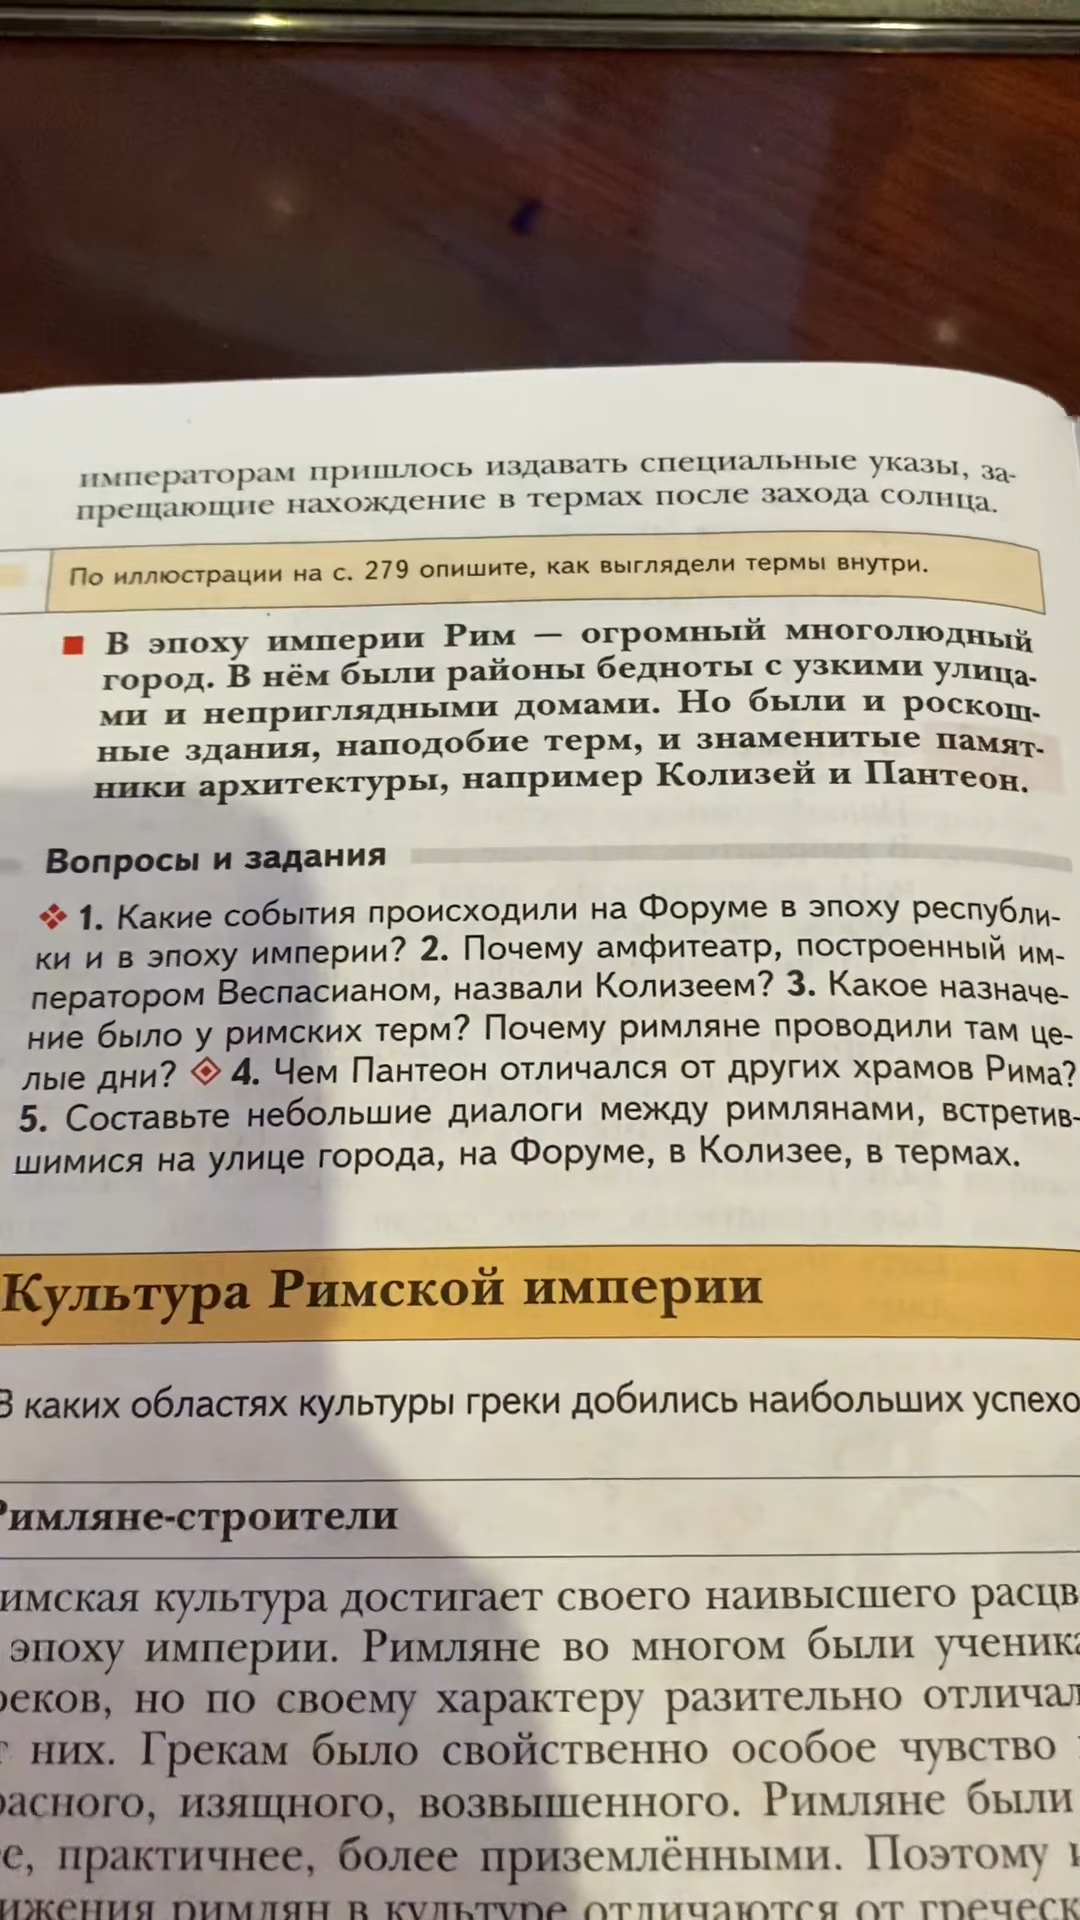 императорам пришлось издавать специальные указы, за-
прещающие нахождение в термах после захода солнца.
По иллюстрации на с. 279 опишите, как выглядели термы внутри.
■ В эпоху империи Рим — огромный многолюдный
город. В нём были районы бедноты с узкими улица-
ми и неприглядными домами. Но были и роскош-
ные здания, наподобие терм, и знаменитые памят-
ники архитектуры, например Колизей и Пантеон.
Вопросы и задания
❖ 1. Какие события происходили на Форуме в эпоху республи-
ки и в эпоху империи? 2. Почему амфитеатр, построенный им-
ператором Веспасианом, назвали Колизеем? 3. Какое назначе-
ние было у римских терм? Почему римляне проводили там це-
лые дни? 4. Чем Пантеон отличался от других храмов Рима?
5. Составьте небольшие диалоги между римлянами, встретив-
шимися на улице города, на Форуме, в Колизее, в термах.
Культура Римской империи
В каких областях культуры греки добились наибольших успехо
Римляне-строители
имская культура достигает своего наивысшего расцв
эпоху империи. Римляне во многом были ученика
реков, но по своему характеру разительно отличал
т них. Грекам было свойственно особое чувство
расного, изящного, возвышенного. Римляне были
е, практичнее, более приземлёнными. Поэтому
ижения римлян в культуре отличаются от греческ